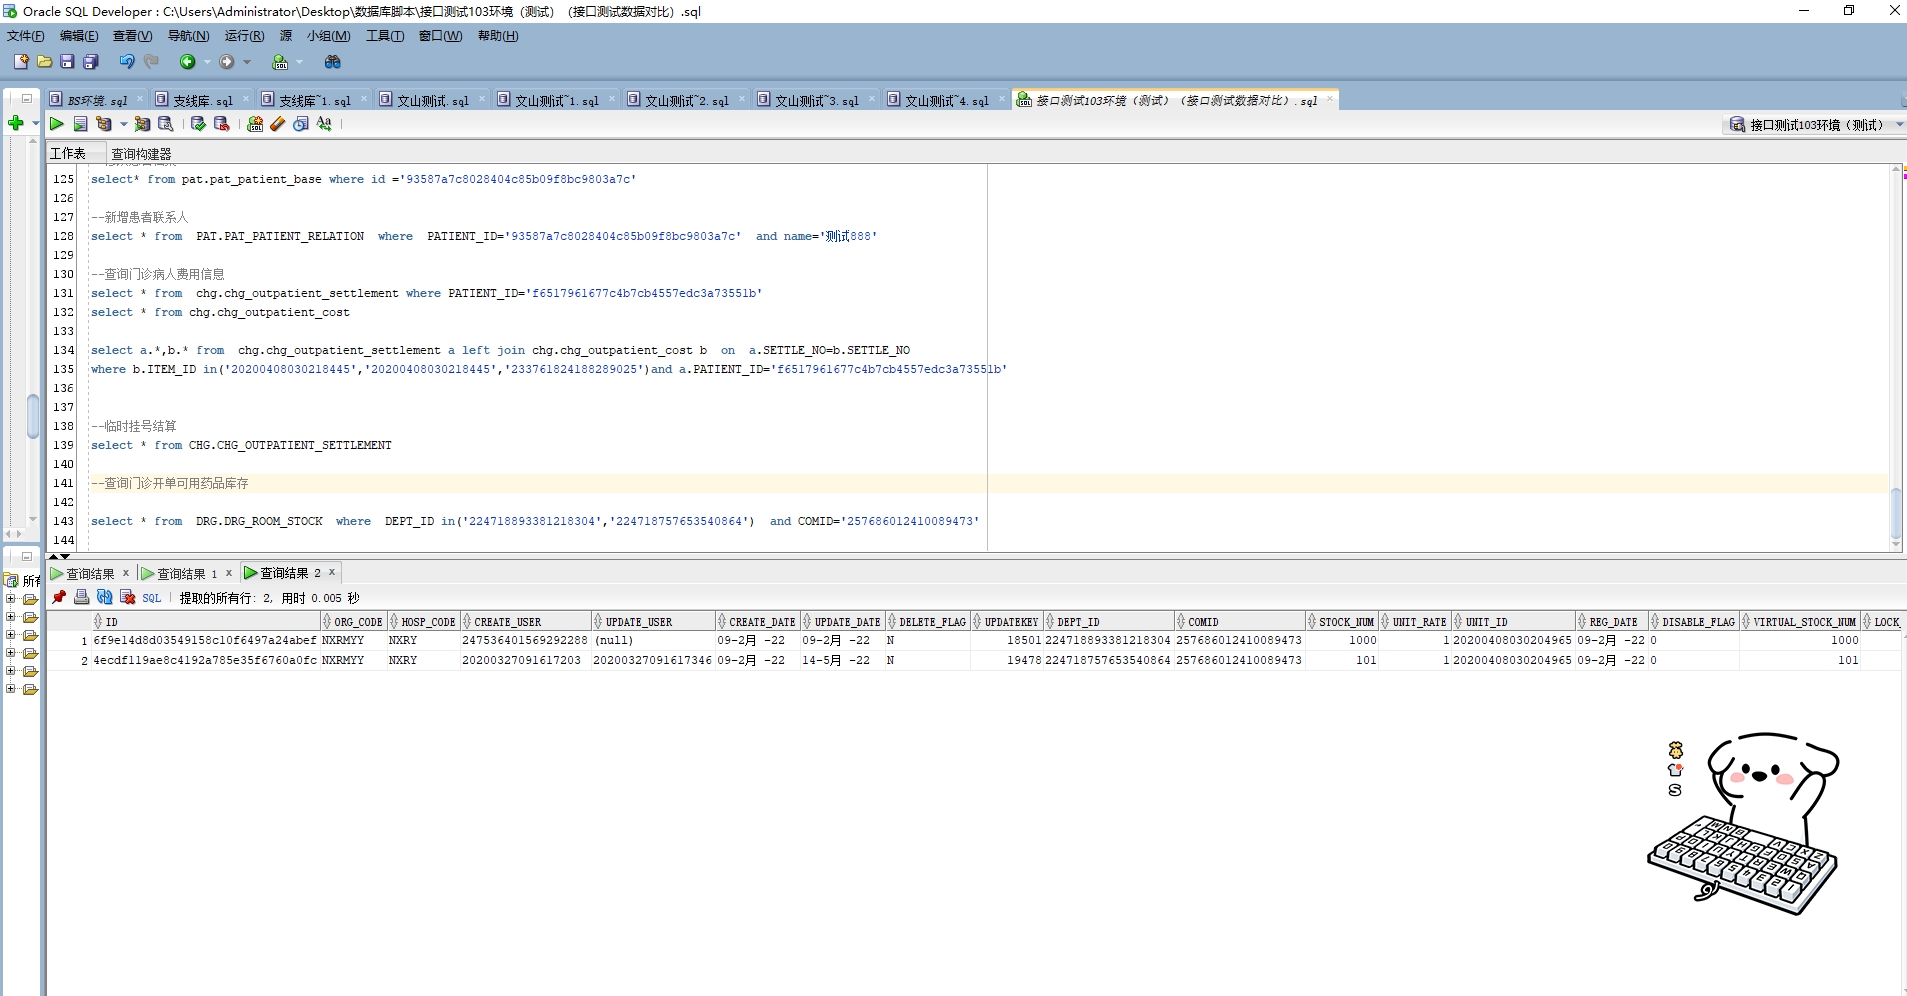 Oracle SQL Developer : C:\Users\Administrator\Desktop\数据库脚本\接口测试103环境（测试）（接口测试数据对比）.sql
文件(F) 编辑(E) 查看(V) 导航(N) 运行(R) 源 小组(M) 工具(T) 窗口(W) 帮助(H)
BS环境.sql 支线库.sql 支线库~1.sql 文山测试.sql 文山测试~1.sql 文山测试~2.sql 文山测试~3.sql 文山测试~4.sql 接口测试103环境（测试）（接口测试数据对比）.sql
接口测试103环境（测试）
工作表 查询构建器
125 select* from pat.pat_patient_base where id ='93587a7c8028404c85b09f8bc9803a7c'
126
127 --新增患者联系人
128 select * from PAT.PAT_PATIENT_RELATION where PATIENT_ID='93587a7c8028404c85b09f8bc9803a7c' and name='测试888'
129
130 --查询门诊病人费用信息
131 select * from chg.chg_outpatient_settlement where PATIENT_ID='f6517961677c4b7cb4557edc3a73551b'
132 select * from chg.chg_outpatient_cost
133
134 select a.*,b.* from chg.chg_outpatient_settlement a left join chg.chg_outpatient_cost b on a.SETTLE_NO=b.SETTLE_NO
135 where b.ITEM_ID in('20200408030218445','20200408030218445','233761824188289025')and a.PATIENT_ID='f6517961677c4b7cb4557edc3a73551b'
136
137
138 --临时挂号结算
139 select * from CHG.CHG_OUTPATIENT_SETTLEMENT
140
141 --查询门诊开单可用药品库存
142
143 select * from DRG.DRG_ROOM_STOCK where DEPT_ID in('224718893381218304','224718757653540864') and COMID='257686012410089473'
144
查询结果 查询结果 1 查询结果 2
所有
SQL 提取的所有行: 2, 用时 0.005 秒
ID ORG_CODE HOSP_CODE CREATE_USER UPDATE_USER CREATE_DATE UPDATE_DATE DELETE_FLAG UPDATEKEY DEPT_ID COMID STOCK_NUM UNIT_RATE UNIT_ID REG_DATE DISABLE_FLAG VIRTUAL_STOCK_NUM LOCK_
1 6f9e14d8d03549158c10f6497a24abef NXRMYY NXRY 247536401569292288 (null) 09-2月 -22 09-2月 -22 N 18501 224718893381218304 257686012410089473 1000 1 20200408030204965 09-2月 -22 0 1000
2 4ecdf119ae8c4192a785e35f6760a0fc NXRMYY NXRY 20200327091617203 20200327091617346 09-2月 -22 14-5月 -22 N 19478 224718757653540864 257686012410089473 101 1 20200408030204965 09-2月 -22 0 101